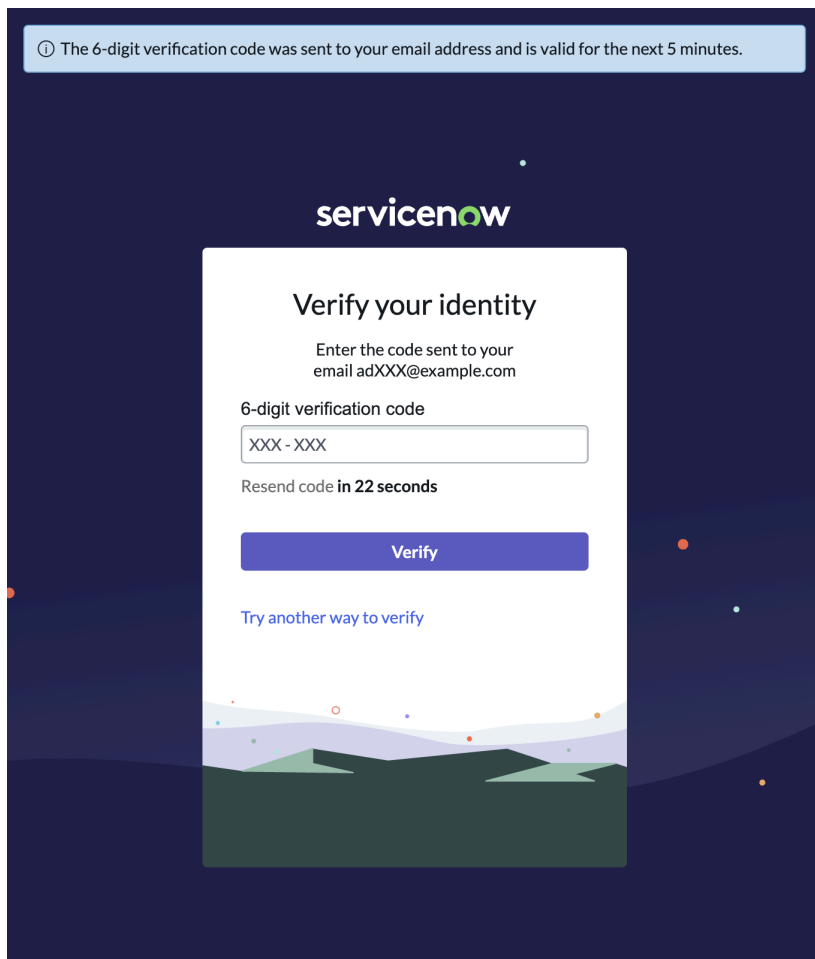 The 6-digit verification code was sent to your email address and is valid for the next 5 minutes.
servicenow
Verify your identity
Enter the code sent to your
email adXXX@example.com
6-digit verification code
XXX - XXX
Resend code in 22 seconds
Verify
Try another way to verify